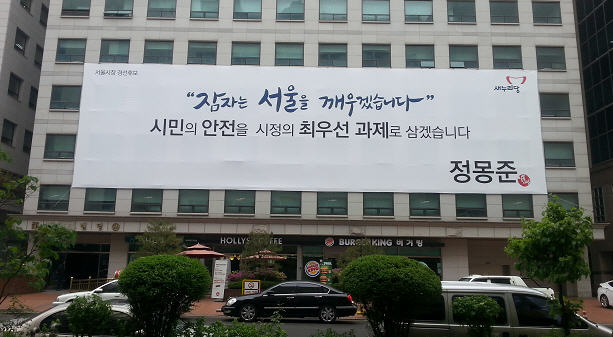 서울시장 경선후보
새누리당
“잠자는 서울을 깨우겠습니다”
시민의 안전을 시정의 최우선 과제로 삼겠습니다
정몽준
HOLLYS COFFEE
BURGER KING 버거킹